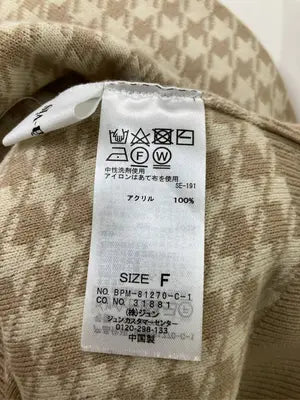 中性洗剤使用
アイロンはあて布を使用
SE-191
アクリル 100%
SIZE F
NO. BPM-81270-C-1
CO. NO. 31881
(株)ジュン
ジュンカスタマーセンター
0120-298-133
中国製